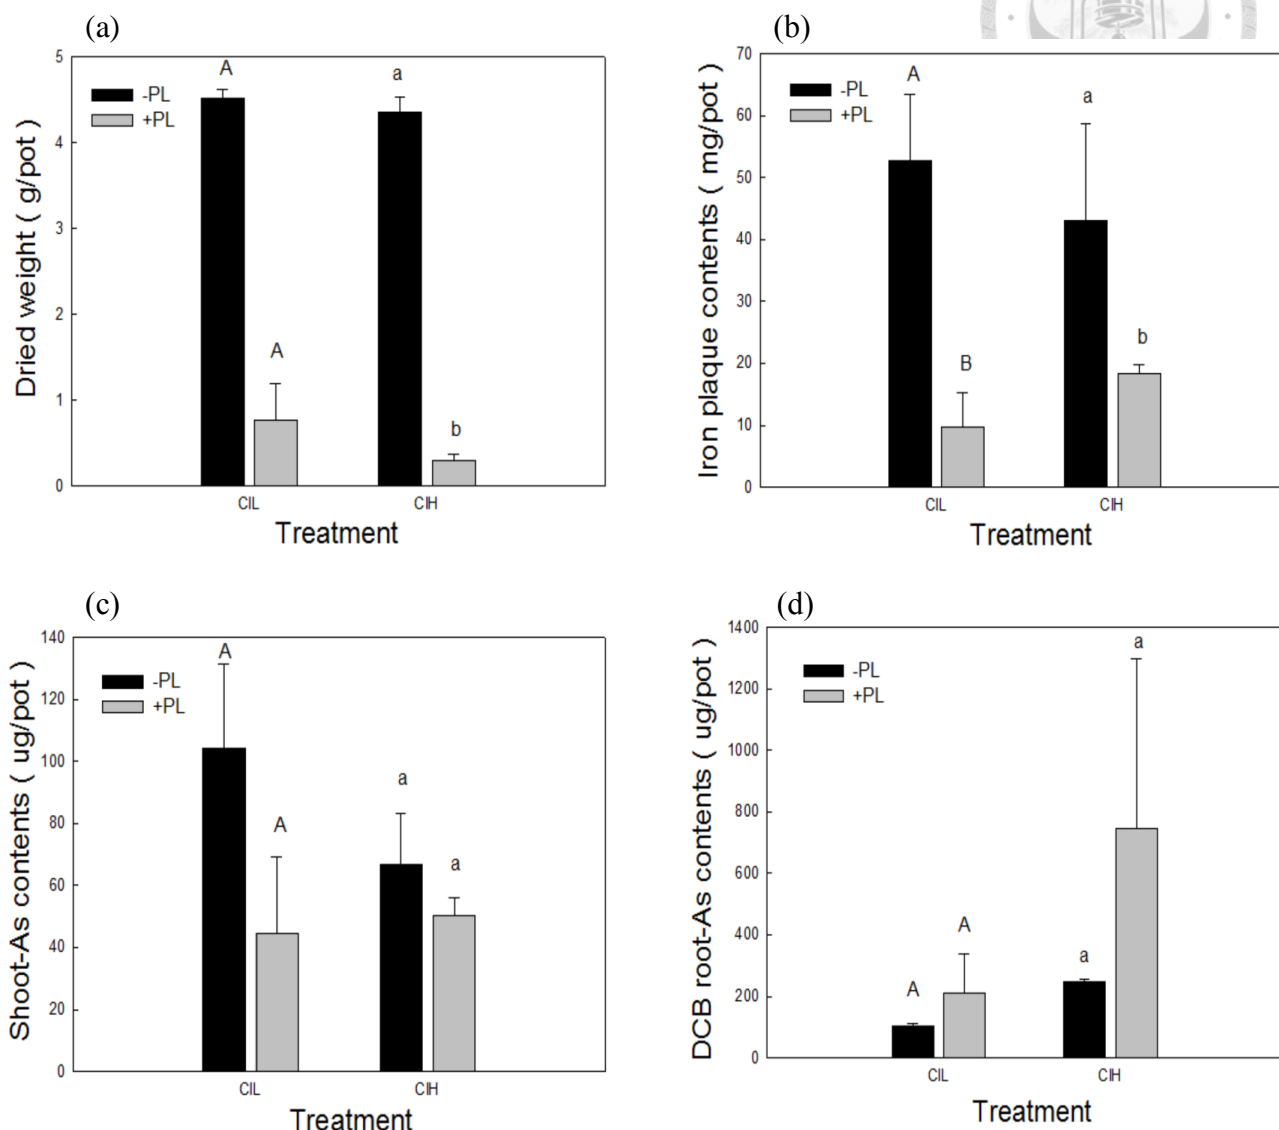 (a)
Dried weight ( g/pot )
5
4
3
2
1
0
-PL
+PL
A
A
a
b
CIL
CIH
Treatment
(b)
Iron plaque contents ( mg/pot )
70
60
50
40
30
20
10
0
-PL
+PL
A
B
a
b
CIL
CIH
Treatment
(c)
Shoot-As contents ( ug/pot )
140
120
100
80
60
40
20
0
-PL
+PL
A
A
a
a
CIL
CIH
Treatment
(d)
DCB root-As contents ( ug/pot )
1400
1200
1000
800
600
400
200
0
-PL
+PL
A
A
a
a
CIL
CIH
Treatment